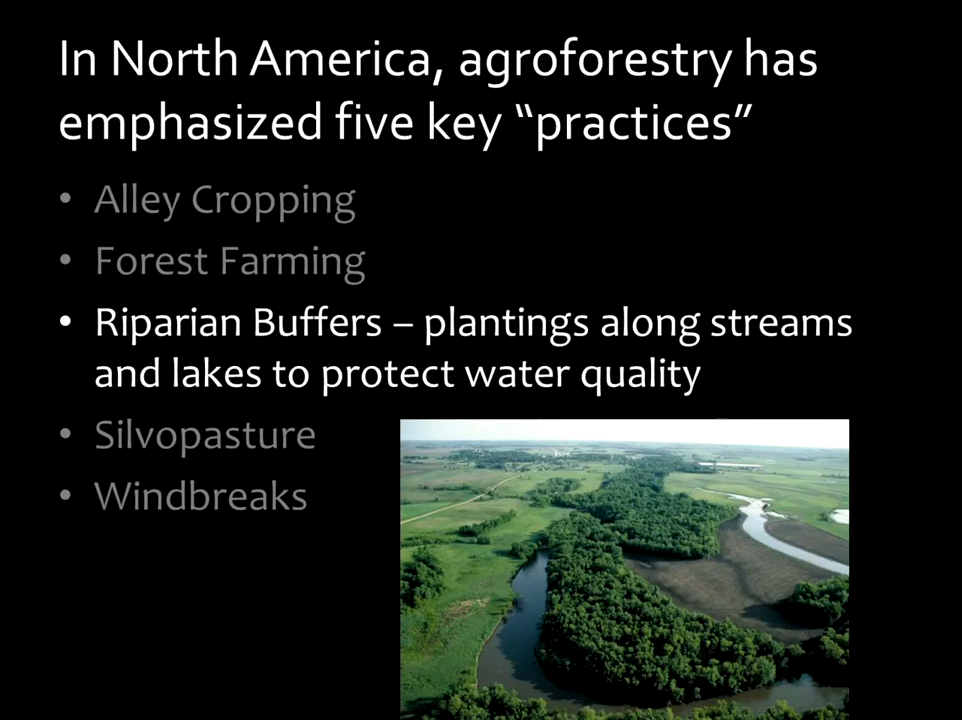 In North America, agroforestry has
emphasized five key “practices”
• Alley Cropping
• Forest Farming
• Riparian Buffers – plantings along streams
and lakes to protect water quality
• Silvopasture
• Windbreaks